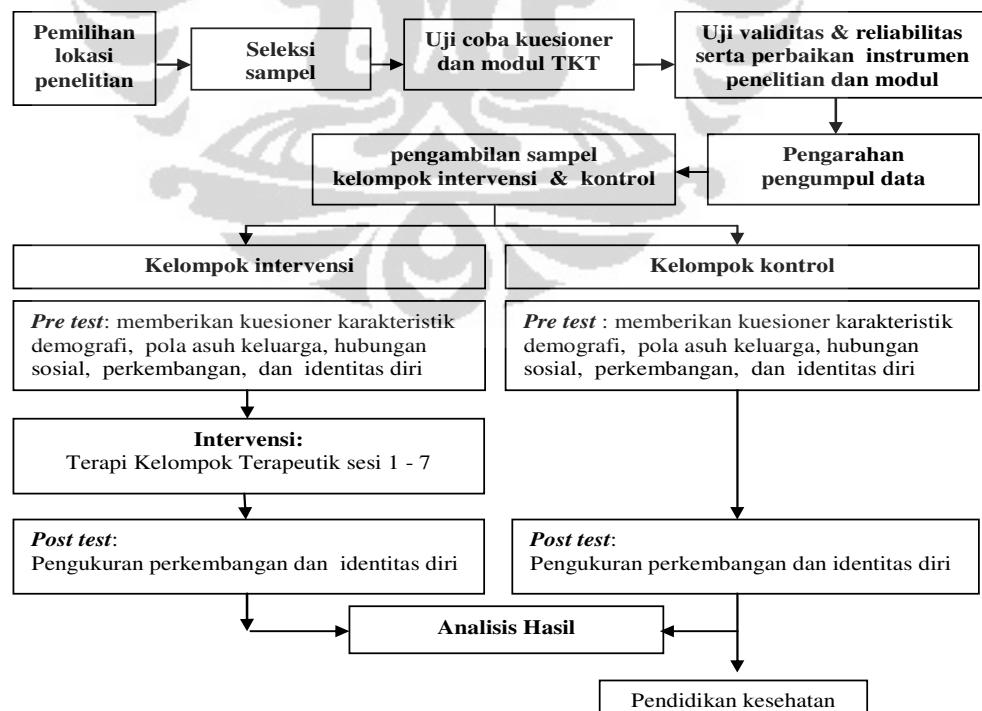 Pemilihan
lokasi
penelitian
Seleksi
sampel
Uji coba kuesioner
dan modul TKT
Uji validitas & reliabilitas
serta perbaikan instrumen
penelitian dan modul
Pengarahan
pengumpul data
pengambilan sampel
kelompok intervensi & kontrol
Kelompok intervensi
Kelompok kontrol
Pre test: memberikan kuesioner karakteristik
demografi, pola asuh keluarga, hubungan
sosial, perkembangan, dan identitas diri
Pre test : memberikan kuesioner karakteristik
demografi, pola asuh keluarga, hubungan
sosial, perkembangan, dan identitas diri
Intervensi:
Terapi Kelompok Terapeutik sesi 1 - 7
Post test:
Pengukuran perkembangan dan identitas diri
Post test:
Pengukuran perkembangan dan identitas diri
Analisis Hasil
Pendidikan kesehatan